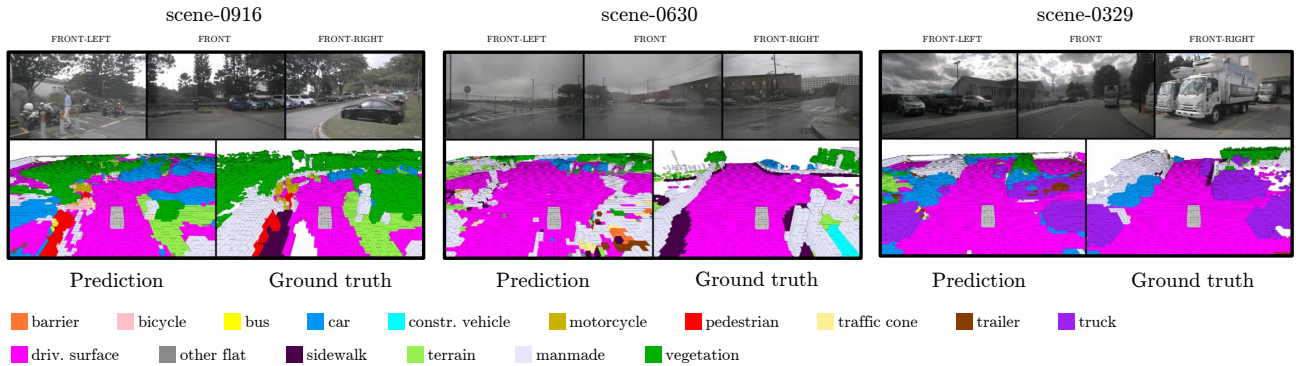 scene-0916 scene-0630 scene-0329
FRONT-LEFT FRONT FRONT-RIGHT FRONT-LEFT FRONT FRONT-RIGHT FRONT-LEFT FRONT FRONT-RIGHT
Prediction Ground truth Prediction Ground truth Prediction Ground truth
barrier bicycle bus car constr. vehicle motorcycle pedestrian traffic cone trailer truck
driv. surface other flat sidewalk terrain manmade vegetation